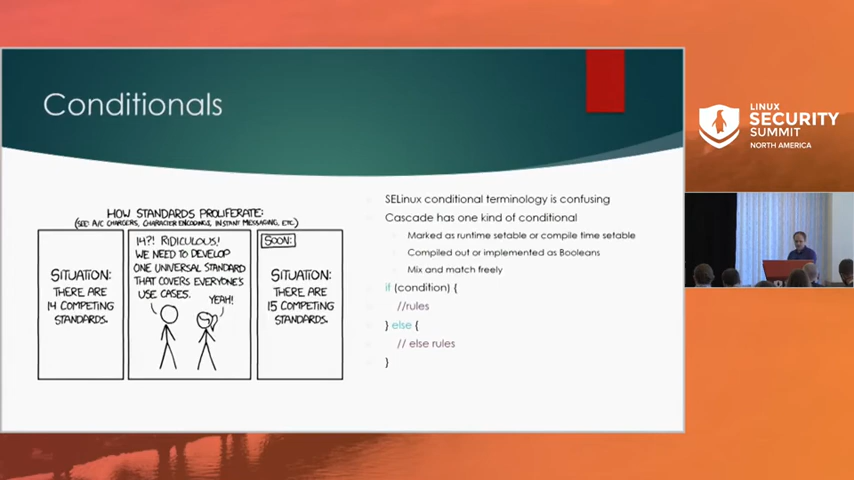 Conditionals
HOW STANDARDS PROLIFERATE:
(SEE: A/C CHARGERS, CHARACTER ENCODINGS, INSTANT MESSAGING, ETC.)
SITUATION:
THERE ARE
14 COMPETING
STANDARDS.
14?! RIDICULOUS!
WE NEED TO DEVELOP
ONE UNIVERSAL STANDARD
THAT COVERS EVERYONE'S
USE CASES.
YEAH!
SOON:
SITUATION:
THERE ARE
15 COMPETING
STANDARDS.
SELinux conditional terminology is confusing
Cascade has one kind of conditional
Marked as runtime setable or compile time setable
Compiled out or implemented as Booleans
Mix and match freely
if (condition) {
//rules
} else {
// else rules
}
LINUX
SECURITY
SUMMIT
NORTH AMERICA